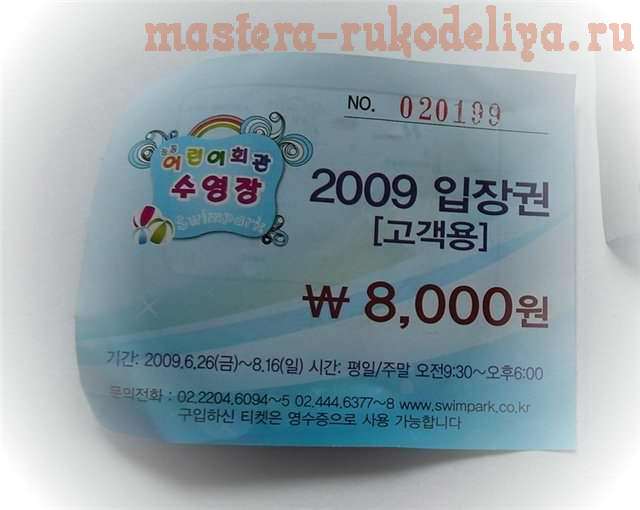 mastera-rukodeliya.ru
NO. 020199
능동
어린이회관
수영장
Swimpark
2009 입장권
[고객용]
₩ 8,000원
기간: 2009.6.26(금)~8.16(일) 시간: 평일/주말 오전9:30~오후6:00
문의전화 : 02.2204.6094~5 02.444.6377~8 www.swimpark.co.kr
구입하신 티켓은 영수증으로 사용 가능합니다